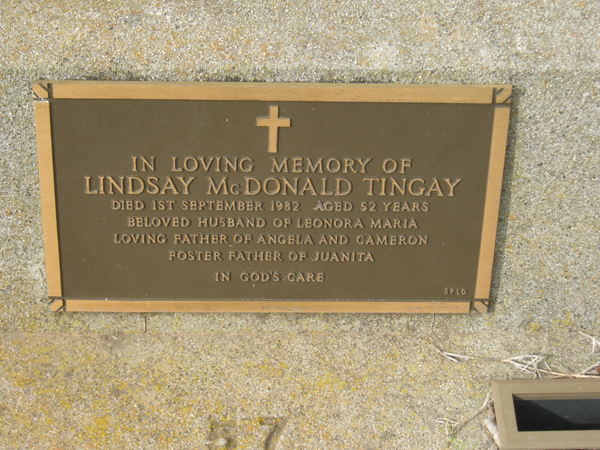 IN LOVING MEMORY OF
LINDSAY McDONALD TINGAY
DIED 1ST SEPTEMBER 1982 AGED 52 YEARS
BELOVED HUSBAND OF LEONORA MARIA
LOVING FATHER OF ANGELA AND CAMERON
FOSTER FATHER OF JUANITA
IN GOD'S CARE